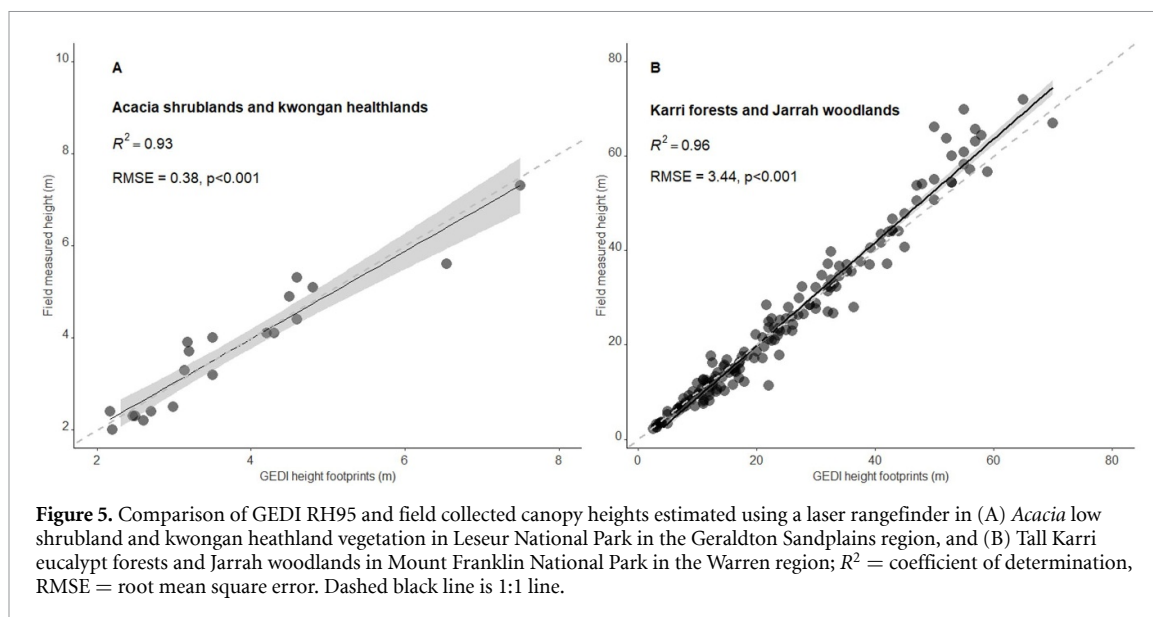 A
Acacia shrublands and kwongan healthlands
R² = 0.93
RMSE = 0.38, p<0.001
10
8
6
4
2
Field measured height (m)
2 4 6 8
GEDI height footprints (m)
B
Karri forests and Jarrah woodlands
R² = 0.96
RMSE = 3.44, p<0.001
80
60
40
20
0
Field measured height (m)
0 20 40 60 80
GEDI height footprints (m)
Figure 5. Comparison of GEDI RH95 and field collected canopy heights estimated using a laser rangefinder in (A) Acacia low
shrubland and kwongan heathland vegetation in Leseur National Park in the Geraldton Sandplains region, and (B) Tall Karri
eucalypt forests and Jarrah woodlands in Mount Franklin National Park in the Warren region; R² = coefficient of determination,
RMSE = root mean square error. Dashed black line is 1:1 line.